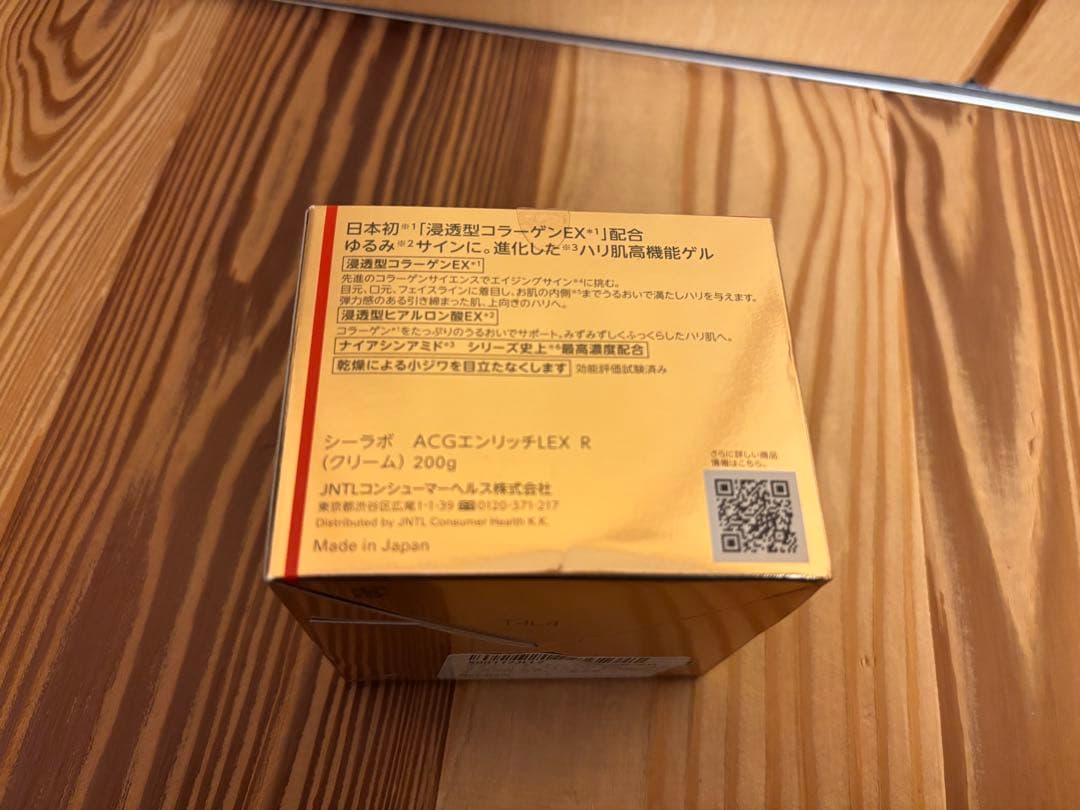 日本初※1「浸透型コラーゲンEX※1」配合
ゆるみ※2サインに。進化した※3ハリ肌高機能ゲル
浸透型コラーゲンEX※1
先進のコラーゲンサイエンスでエイジングサイン※4に挑む。
目元、口元、フェイスラインに着目し、お肌の内側※5までうるおいで満たしハリを与えます。
弾力感のある引き締まった肌、上向きのハリへ。
浸透型ヒアルロン酸EX※2
コラーゲン※1をたっぷりのうるおいでサポート。みずみずしくふっくらしたハリ肌へ。
ナイアシンアミド※3 シリーズ史上※6最高濃度配合
乾燥による小ジワを目立たなくします 効能評価試験済み
シーラボ ACGエンリッチLEX R
(クリーム) 200g
JNTLコンシューマーヘルス株式会社
東京都渋谷区広尾1-1-39 ☎0120-371-217
Distributed by JNTL Consumer Health K.K.
Made in Japan
さらに詳しい商品
情報はこちら。
T4L4